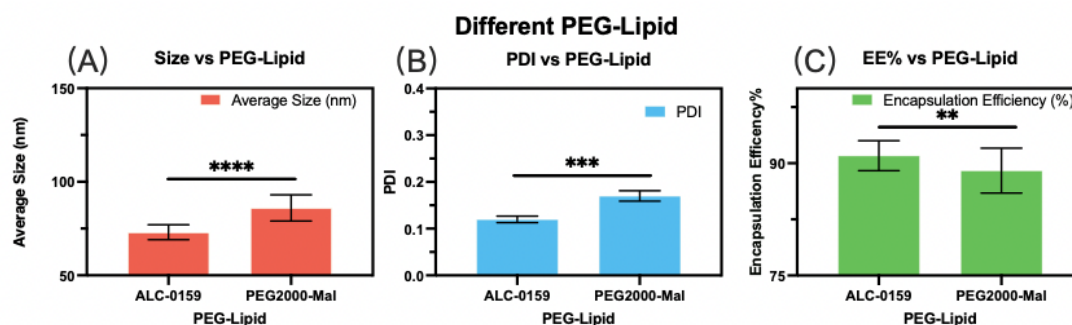 Different PEG-Lipid
(A)
Size vs PEG-Lipid
Average Size (nm)
150
100
50
Average Size (nm)
****
ALC-0159
PEG2000-Mal
PEG-Lipid
(B)
PDI vs PEG-Lipid
PDI
0.4
0.3
0.2
0.1
0.0
PDI
***
ALC-0159
PEG2000-Mal
PEG-Lipid
(C)
EE% vs PEG-Lipid
Encapsulation Efficency%
90
75
Encapsulation Efficiency (%)
**
ALC-0159
PEG2000-Mal
PEG-Lipid